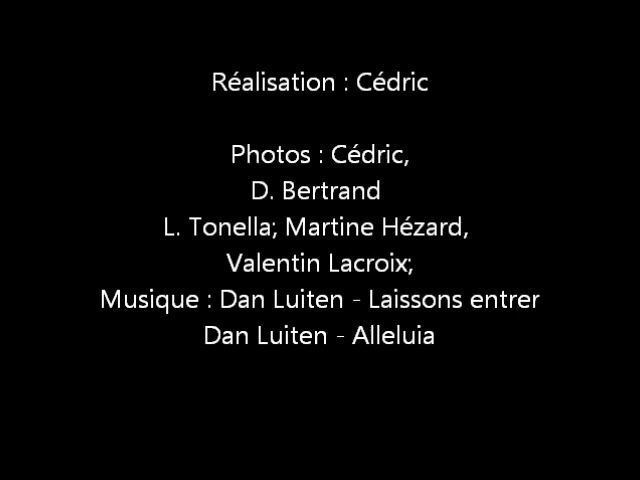 Réalisation : Cédric
Photos : Cédric,
D. Bertrand
L. Tonella; Martine Hézard,
Valentin Lacroix;
Musique : Dan Luiten - Laissons entrer
Dan Luiten - Alleluia